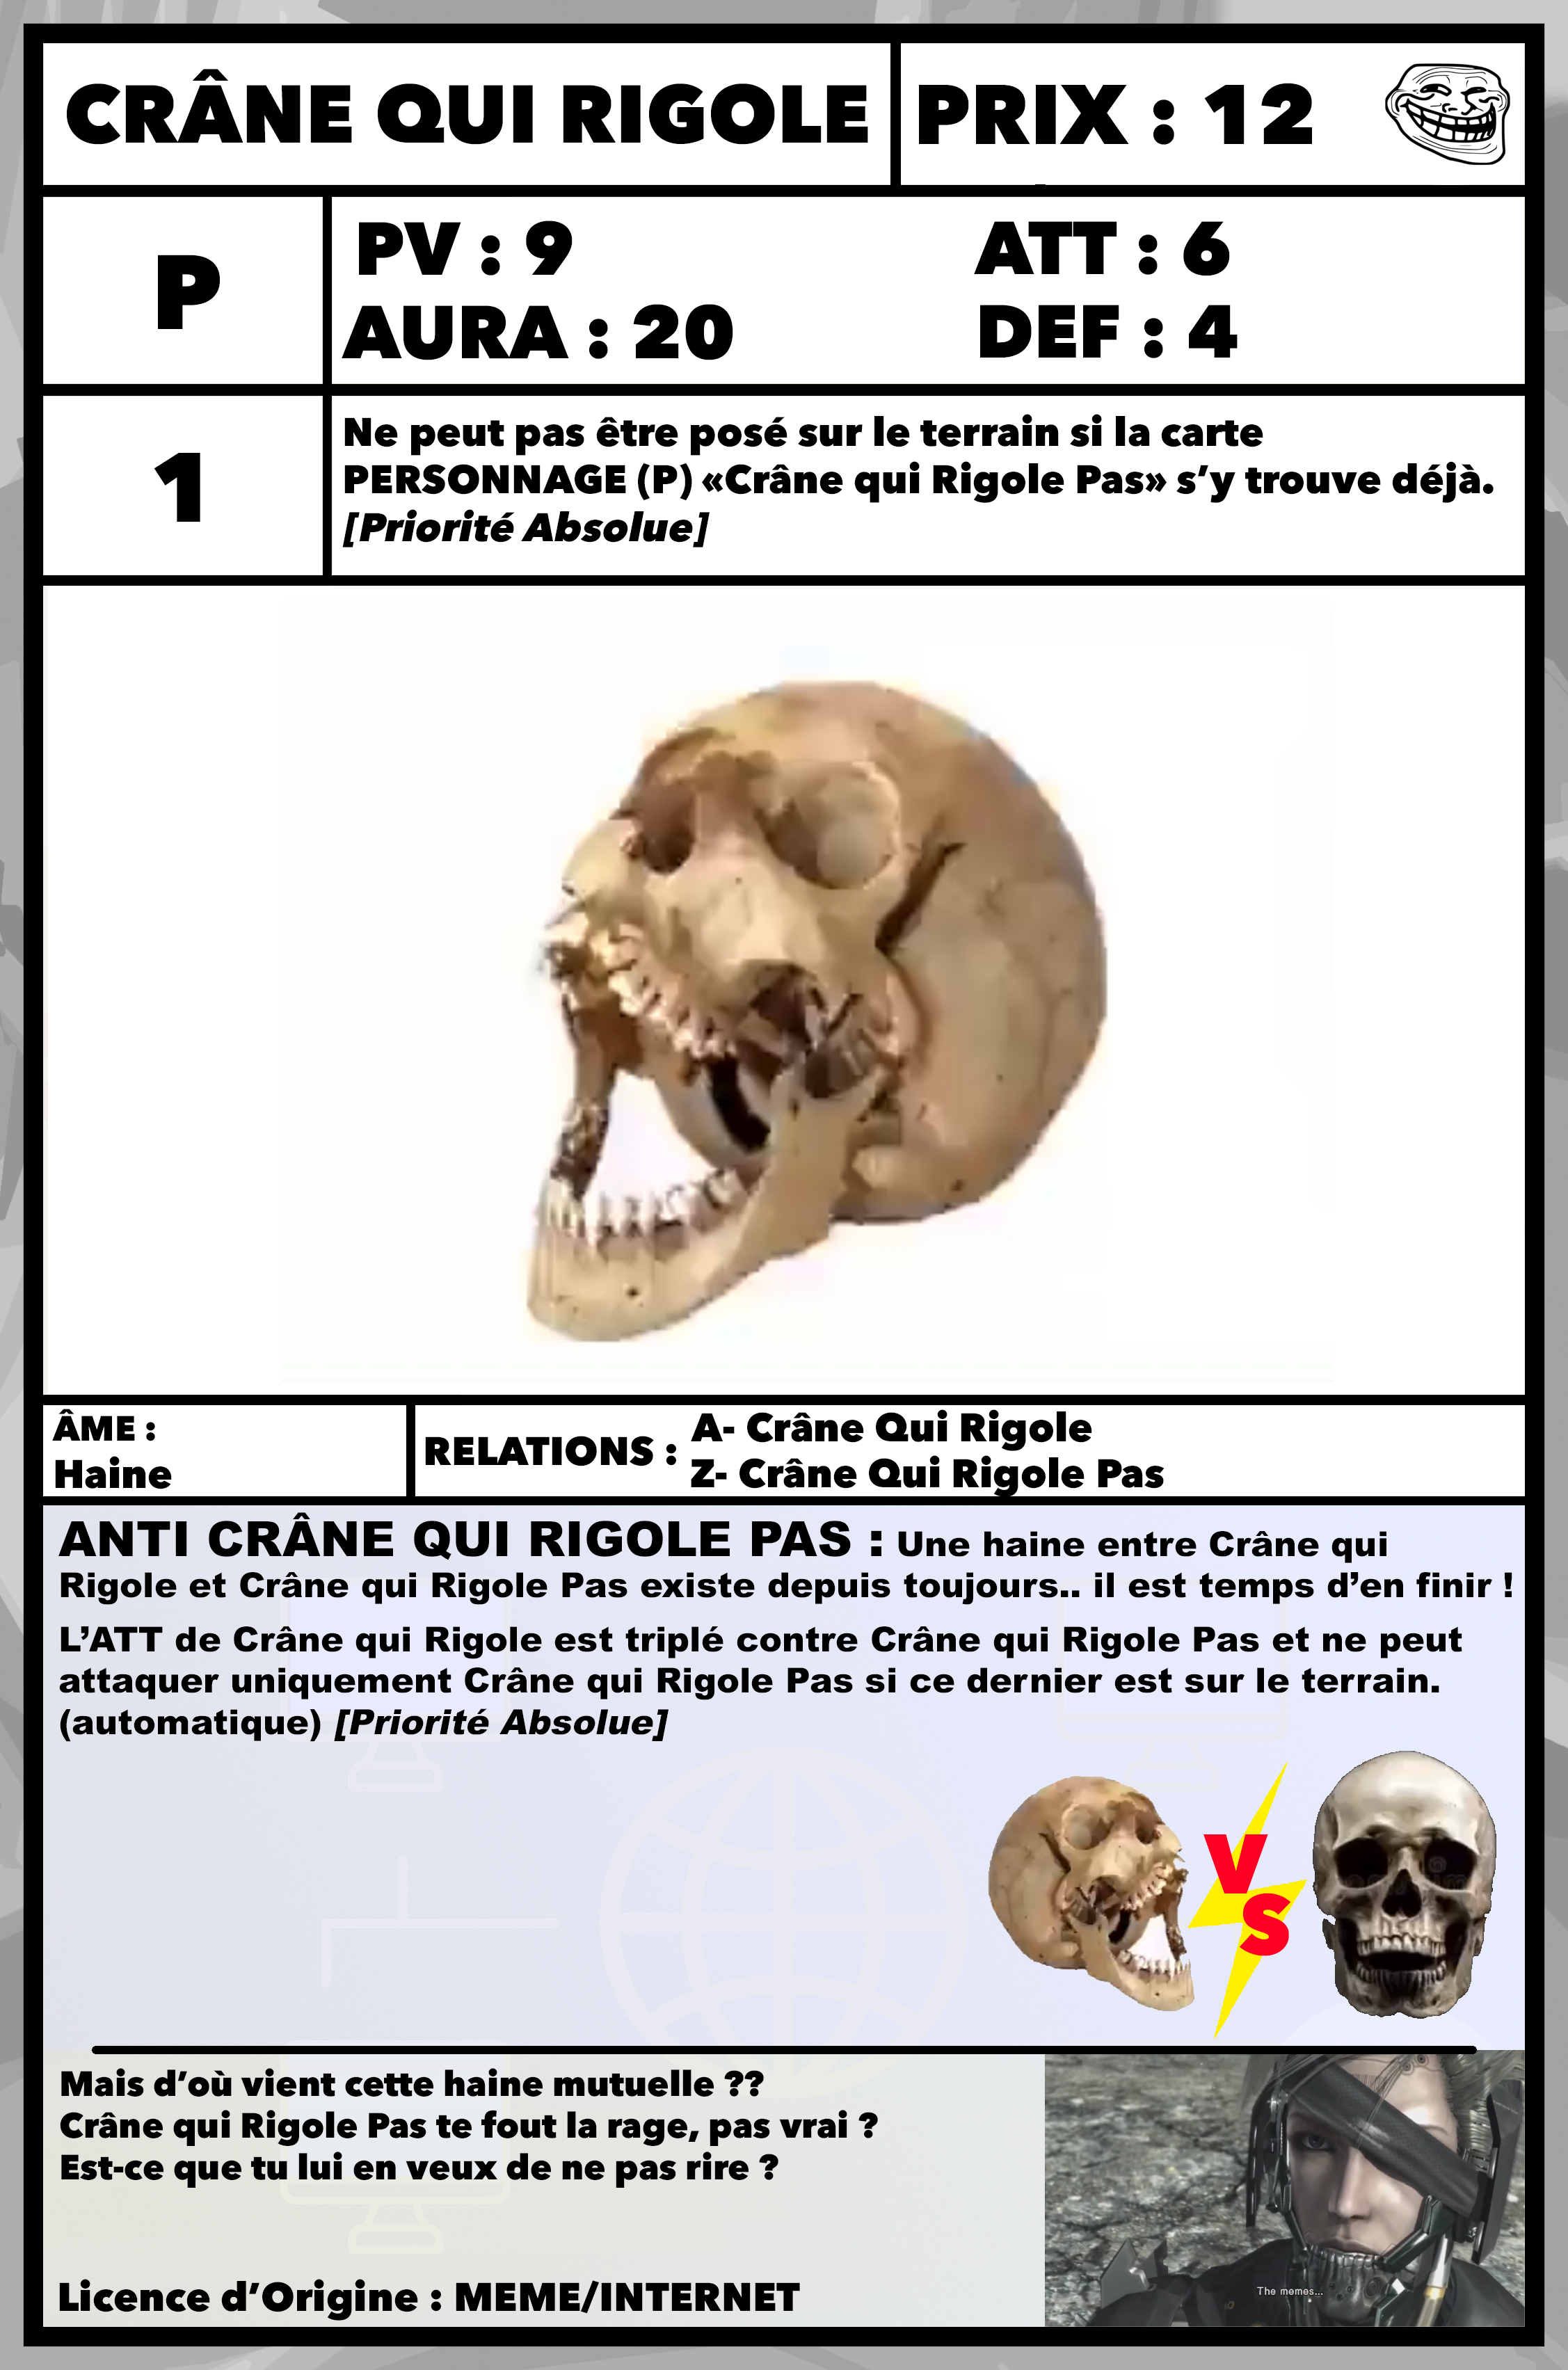 CRÂNE QUI RIGOLE
PRIX : 12
P
PV : 9
ATT : 6
AURA : 20
DEF : 4
1
Ne peut pas être posé sur le terrain si la carte
PERSONNAGE (P) «Crâne qui Rigole Pas» s’y trouve déjà.
[Priorité Absolue]
ÂME :
Haine
RELATIONS :
A- Crâne Qui Rigole
Z- Crâne Qui Rigole Pas
ANTI CRÂNE QUI RIGOLE PAS : Une haine entre Crâne qui
Rigole et Crâne qui Rigole Pas existe depuis toujours.. il est temps d’en finir !
L’ATT de Crâne qui Rigole est triplé contre Crâne qui Rigole Pas et ne peut
attaquer uniquement Crâne qui Rigole Pas si ce dernier est sur le terrain.
(automatique) [Priorité Absolue]
VS
Mais d’où vient cette haine mutuelle ??
Crâne qui Rigole Pas te fout la rage, pas vrai ?
Est-ce que tu lui en veux de ne pas rire ?
Licence d’Origine : MEME/INTERNET
The memes...